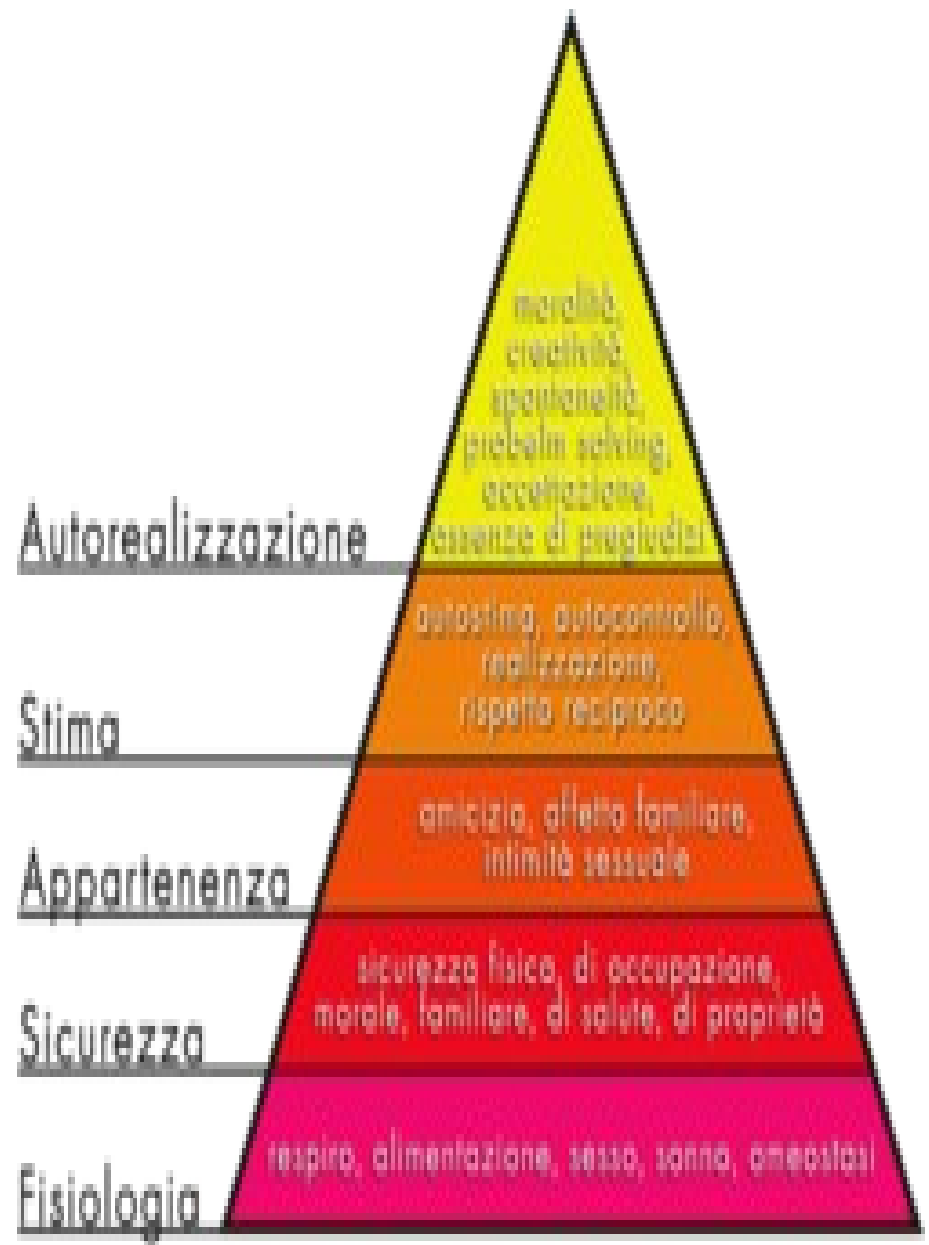 moralità,
creatività,
spontaneità,
probelm solving,
accettazione,
assenza di pregiudizi
Autorealizzazione
autostima, autocontrollo,
realizzazione,
rispetto reciproco
Stima
amicizia, affetto familiare,
intimità sessuale
Appartenenza
sicurezza fisica, di occupazione,
morale, familiare, di salute, di proprietà
Sicurezza
respiro, alimentazione, sesso, sonno, omeostasi
Fisiologia